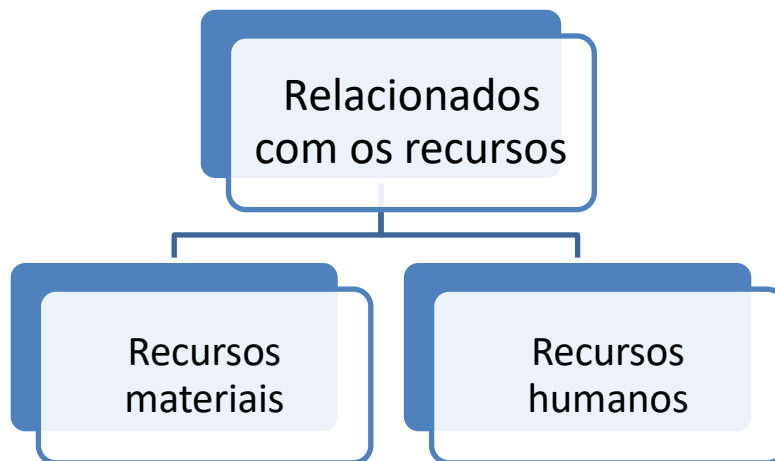 Relacionados
com os recursos
Recursos
materiais
Recursos
humanos